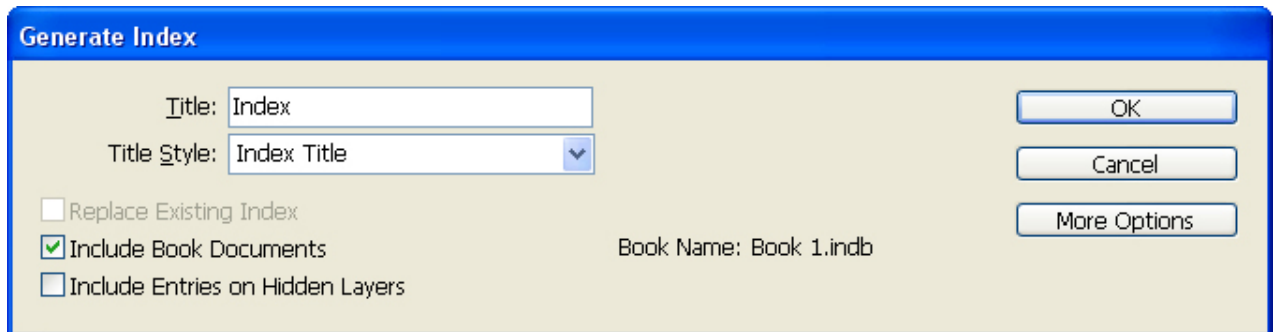 Generate Index
Title: Index
OK
Title Style: Index Title
Cancel
Replace Existing Index
More Options
Include Book Documents
Book Name: Book 1.indb
Include Entries on Hidden Layers